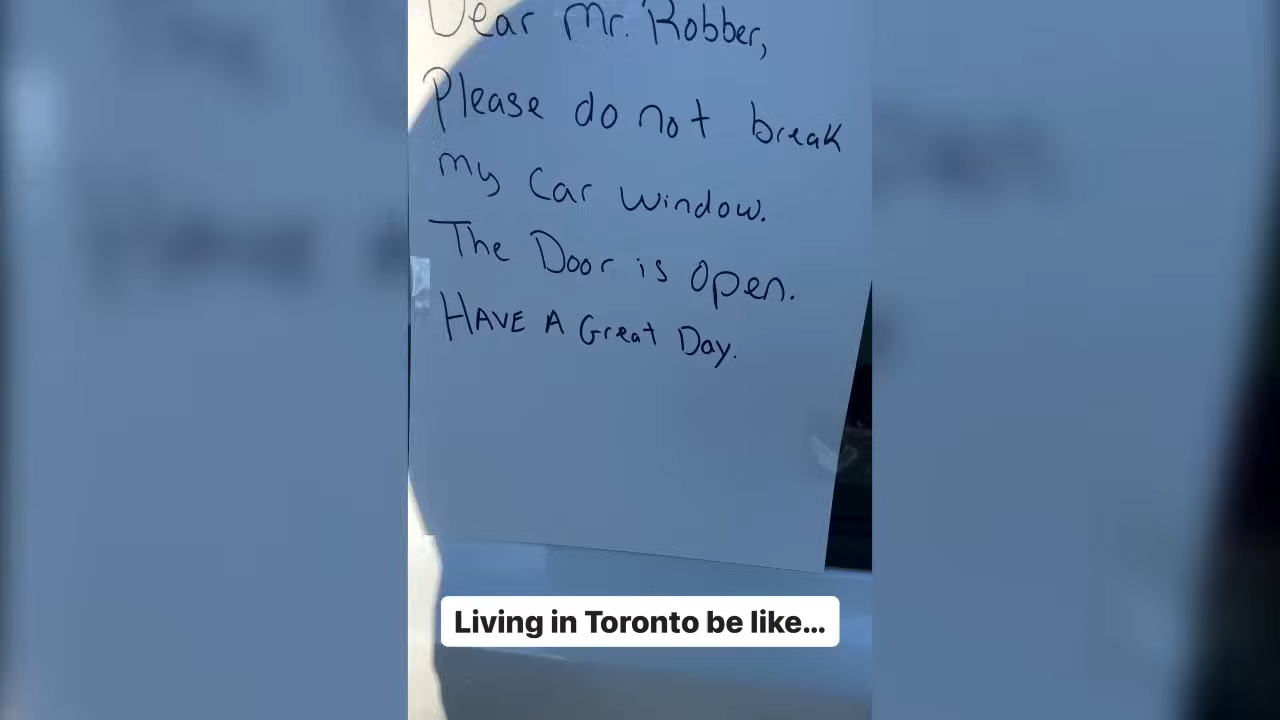 Dear Mr. Robber,
Please do not break
my Car window.
The Door is open.
HAVE A Great Day.
Living in Toronto be like...